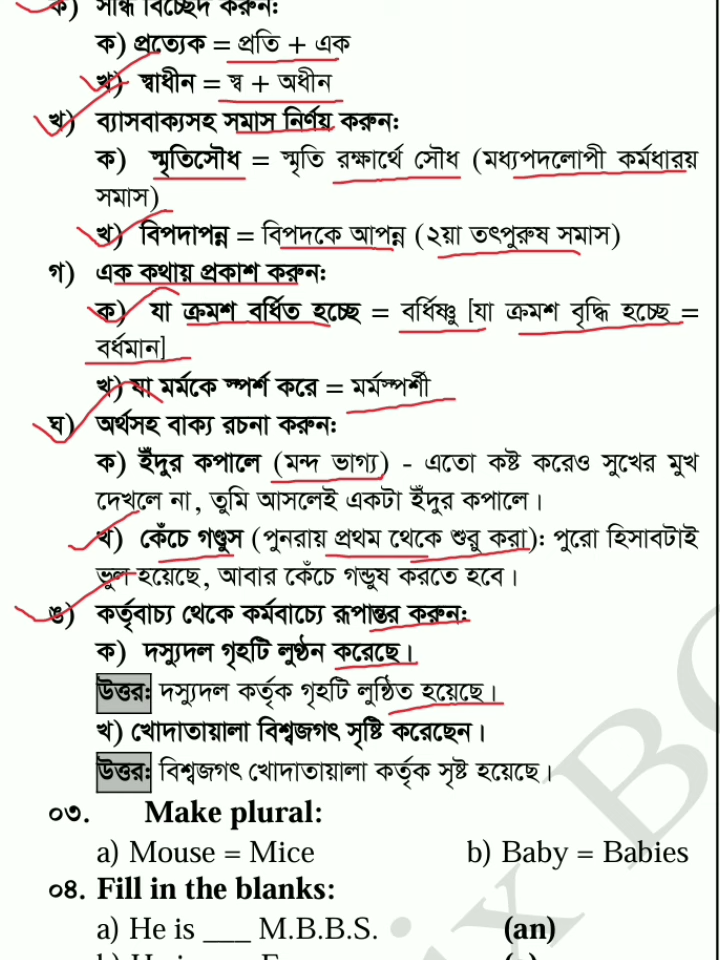 ক) সন্ধি বিচ্ছেদ করুন:
ক) প্রত্যেক = প্রতি + এক
খ) স্বাধীন = স্ব + অধীন
খ) ব্যাসবাক্যসহ সমাস নির্ণয় করুন:
ক) স্মৃতিসৌধ = স্মৃতি রক্ষার্থে সৌধ (মধ্যপদলোপী কর্মধারয়
সমাস)
খ) বিপদাপন্ন = বিপদকে আপন্ন (২য়া তৎপুরুষ সমাস)
গ) এক কথায় প্রকাশ করুন:
ক) যা ক্রমশ বর্ধিত হচ্ছে = বর্ধিষ্ণু [যা ক্রমশ বৃদ্ধি হচ্ছে =
বর্ধমান]
খ) যা মর্মকে স্পর্শ করে = মর্মস্পর্শী
ঘ) অর্থসহ বাক্য রচনা করুন:
ক) ইঁদুর কপালে (মন্দ ভাগ্য) - এতো কষ্ট করেও সুখের মুখ
দেখলে না, তুমি আসলেই একটা ইঁদুর কপালে।
খ) কেঁচে গণ্ডুস (পুনরায় প্রথম থেকে শুরু করা): পুরো হিসাবটাই
ভুল হয়েছে, আবার কেঁচে গন্ডুষ করতে হবে।
ঙ) কর্তৃবাচ্য থেকে কর্মবাচ্যে রূপান্তর করুন:
ক) দস্যুদল গৃহটি লুণ্ঠন করেছে।
উত্তর: দস্যুদল কর্তৃক গৃহটি লুণ্ঠিত হয়েছে।
খ) খোদাতায়ালা বিশ্বজগৎ সৃষ্টি করেছেন।
উত্তর: বিশ্বজগৎ খোদাতায়ালা কর্তৃক সৃষ্ট হয়েছে।
০৩. Make plural:
a) Mouse = Mice b) Baby = Babies
০৪. Fill in the blanks:
a) He is ___ M.B.B.S. (an)